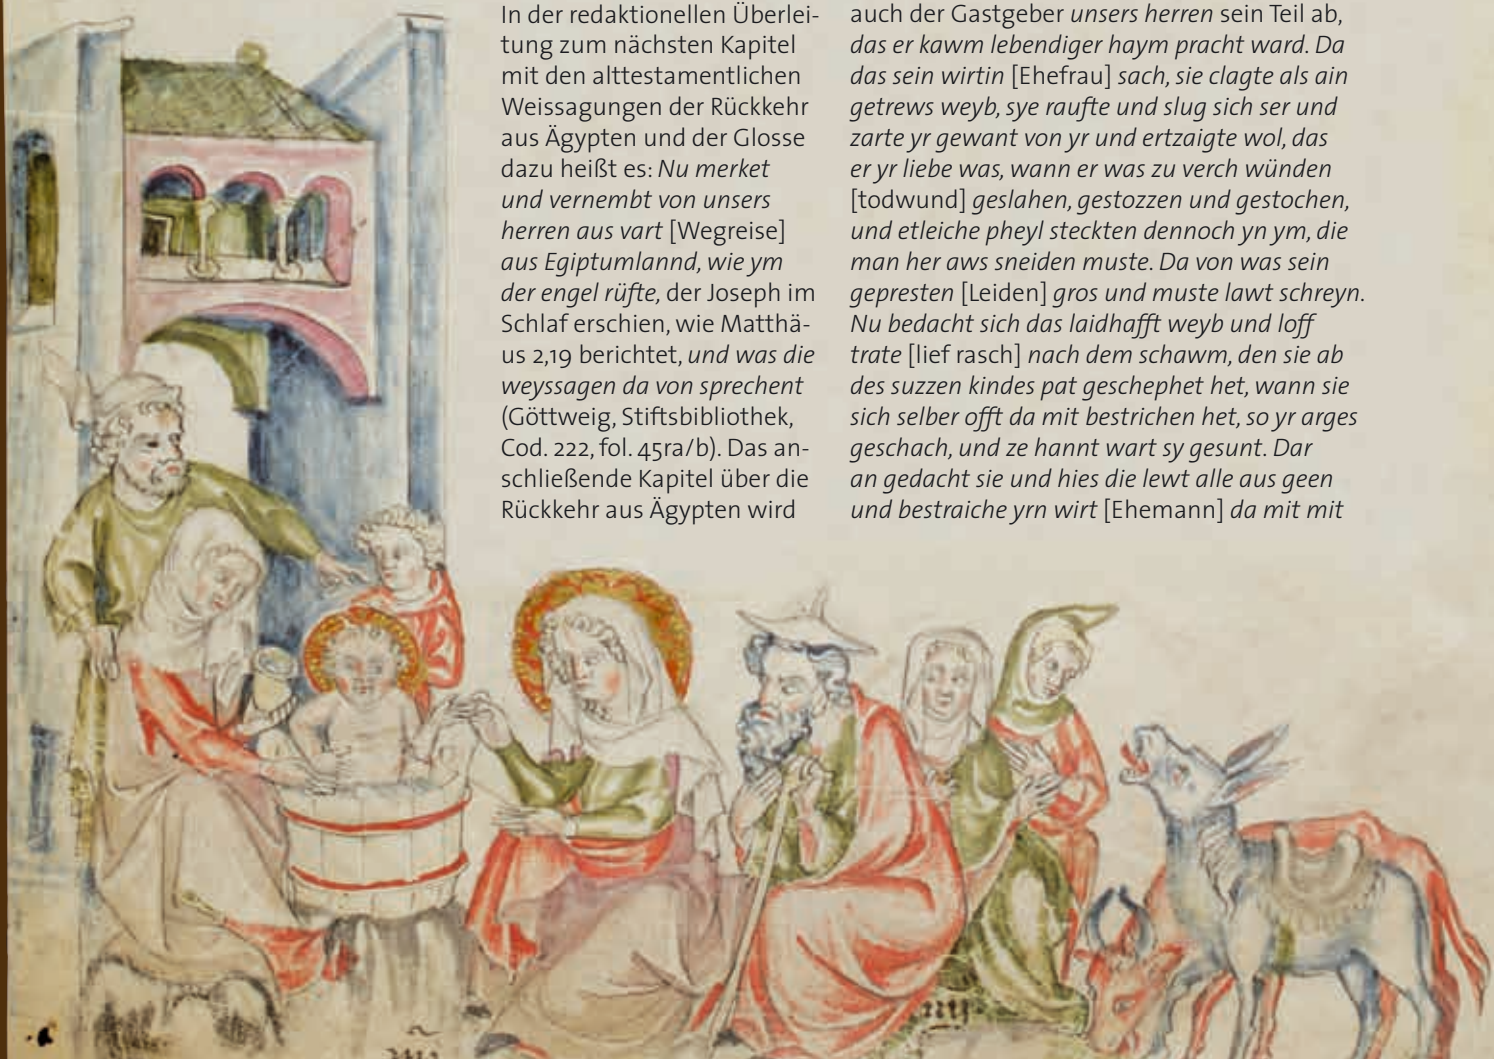 In der redaktionellen Überlei-
tung zum nächsten Kapitel
mit den alttestamentlichen
Weissagungen der Rückkehr
aus Ägypten und der Glosse
dazu heißt es: Nu merket
und vernembt von unsers
herren aus vart [Wegreise]
aus Egiptumlannd, wie ym
der engel rüfte, der Joseph im
Schlaf erschien, wie Matthä-
us 2,19 berichtet, und was die
weyssagen da von sprechent
(Göttweig, Stiftsbibliothek,
Cod. 222, fol. 45ra/b). Das an-
schließende Kapitel über die
Rückkehr aus Ägypten wird
auch der Gastgeber unsers herren sein Teil ab,
das er kawm lebendiger haym pracht ward. Da
das sein wirtin [Ehefrau] sach, sie clagte als ain
getrews weyb, sye raufte und slug sich ser und
zarte yr gewant von yr und ertzaigte wol, das
er yr liebe was, wann er was zu verch wünden
[todwund] geslahen, gestozzen und gestochen,
und etleiche pheyl steckten dennoch yn ym, die
man her aws sneiden muste. Da von was sein
gepresten [Leiden] gros und muste lawt schreyn.
Nu bedacht sich das laidhafft weyb und loff
trate [lief rasch] nach dem schawm, den sie ab
des suzzen kindes pat geschephet het, wann sie
sich selber offt da mit bestrichen het, so yr arges
geschach, und ze hannt wart sy gesunt. Dar
an gedacht sie und hies die lewt alle aus geen
und bestraiche yrn wirt [Ehemann] da mit mit